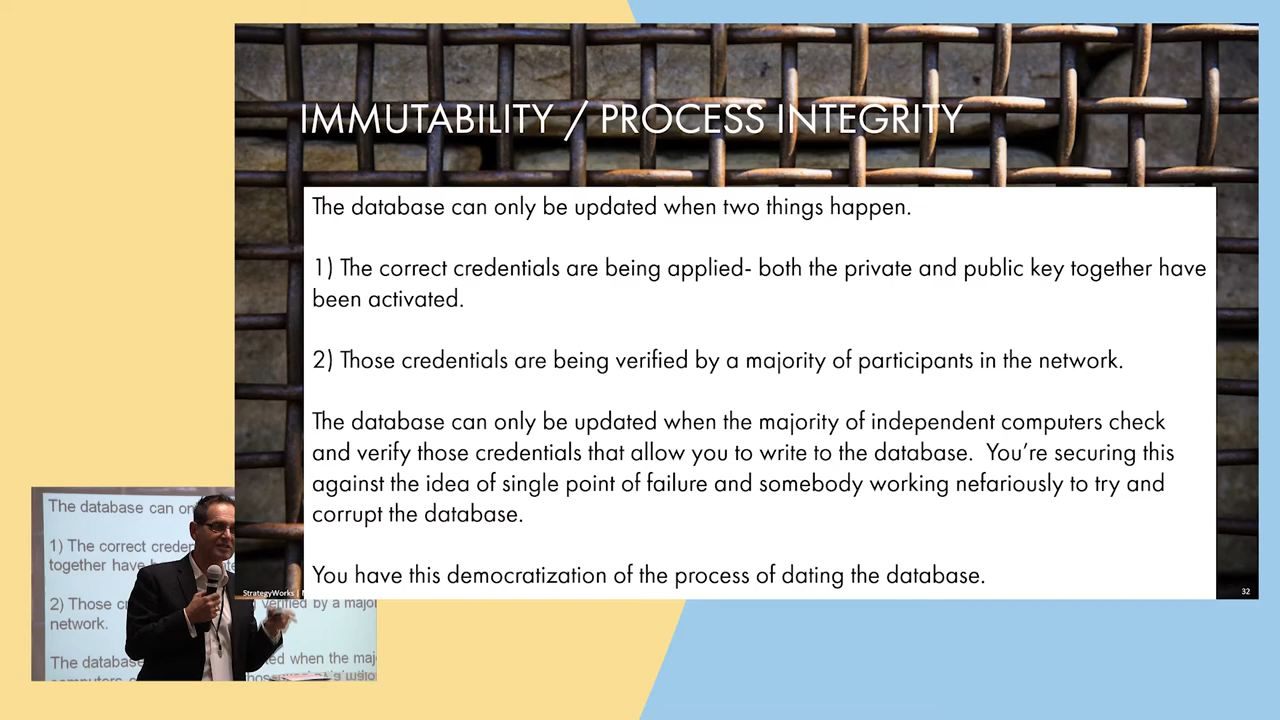 IMMUTABILITY / PROCESS INTEGRITY
The database can only be updated when two things happen.
1) The correct credentials are being applied- both the private and public key together have
been activated.
2) Those credentials are being verified by a majority of participants in the network.
The database can only be updated when the majority of independent computers check
and verify those credentials that allow you to write to the database.  You’re securing this
against the idea of single point of failure and somebody working nefariously to try and
corrupt the database.
You have this democratization of the process of dating the database.
StrategyWorks |
32
The database can
1) The correct
together have
2) Those verified by a
network.
The database when the